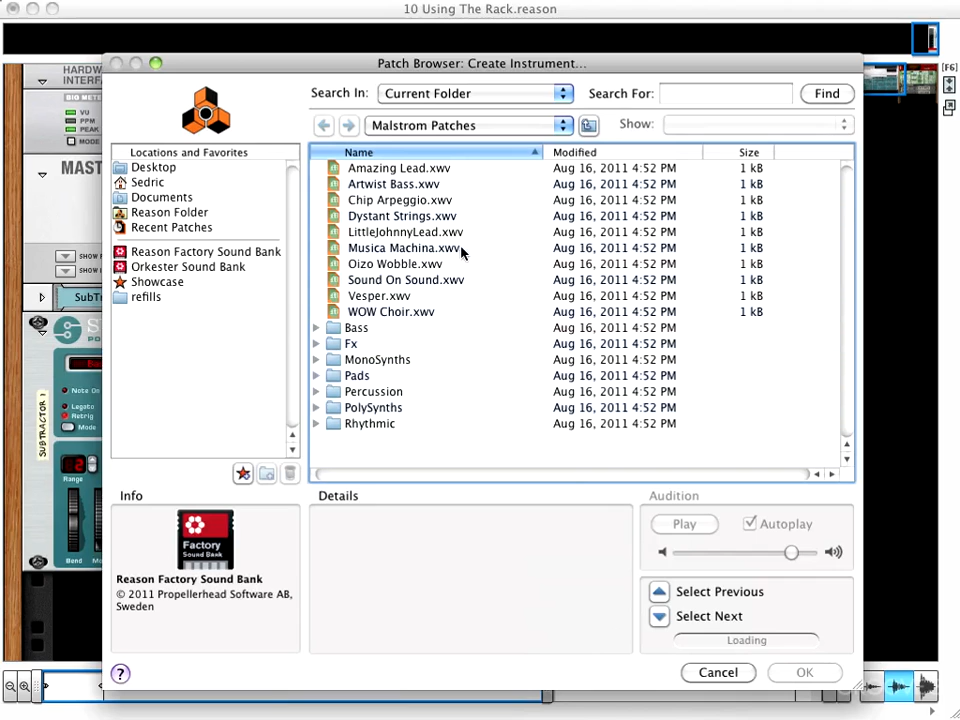 10 Using The Rack.reason
HARDW
INTERF
[F6]
BIG METE
VU
PPM
PEAK
MODE
MAST
SHOW F
SHOW
SubTr
Note On
Legato
Retrig
Mode
SUBTRACTOR 1
Range
Bend
Patch Browser: Create Instrument...
Search In: Current Folder Search For: Find
Malstrom Patches Show:
Locations and Favorites
Desktop
Sedric
Documents
Reason Folder
Recent Patches
Reason Factory Sound Bank
Orkester Sound Bank
Showcase
refills
Name Modified Size
Amazing Lead.xwv Aug 16, 2011 4:52 PM 1 kB
Artwist Bass.xwv Aug 16, 2011 4:52 PM 1 kB
Chip Arpeggio.xwv Aug 16, 2011 4:52 PM 1 kB
Dystant Strings.xwv Aug 16, 2011 4:52 PM 1 kB
LittleJohnnyLead.xwv Aug 16, 2011 4:52 PM 1 kB
Musica Machina.xwv Aug 16, 2011 4:52 PM 1 kB
Oizo Wobble.xwv Aug 16, 2011 4:52 PM 1 kB
Sound On Sound.xwv Aug 16, 2011 4:52 PM 1 kB
Vesper.xwv Aug 16, 2011 4:52 PM 1 kB
WOW Choir.xwv Aug 16, 2011 4:52 PM 1 kB
Bass Aug 16, 2011 4:52 PM
Fx Aug 16, 2011 4:52 PM
MonoSynths Aug 16, 2011 4:52 PM
Pads Aug 16, 2011 4:52 PM
Percussion Aug 16, 2011 4:52 PM
PolySynths Aug 16, 2011 4:52 PM
Rhythmic Aug 16, 2011 4:52 PM
Info
Factory
Sound Bank
Reason Factory Sound Bank
© 2011 Propellerhead Software AB,
Sweden
Details
Audition
Play Autoplay
Select Previous
Select Next
Loading
? Cancel OK